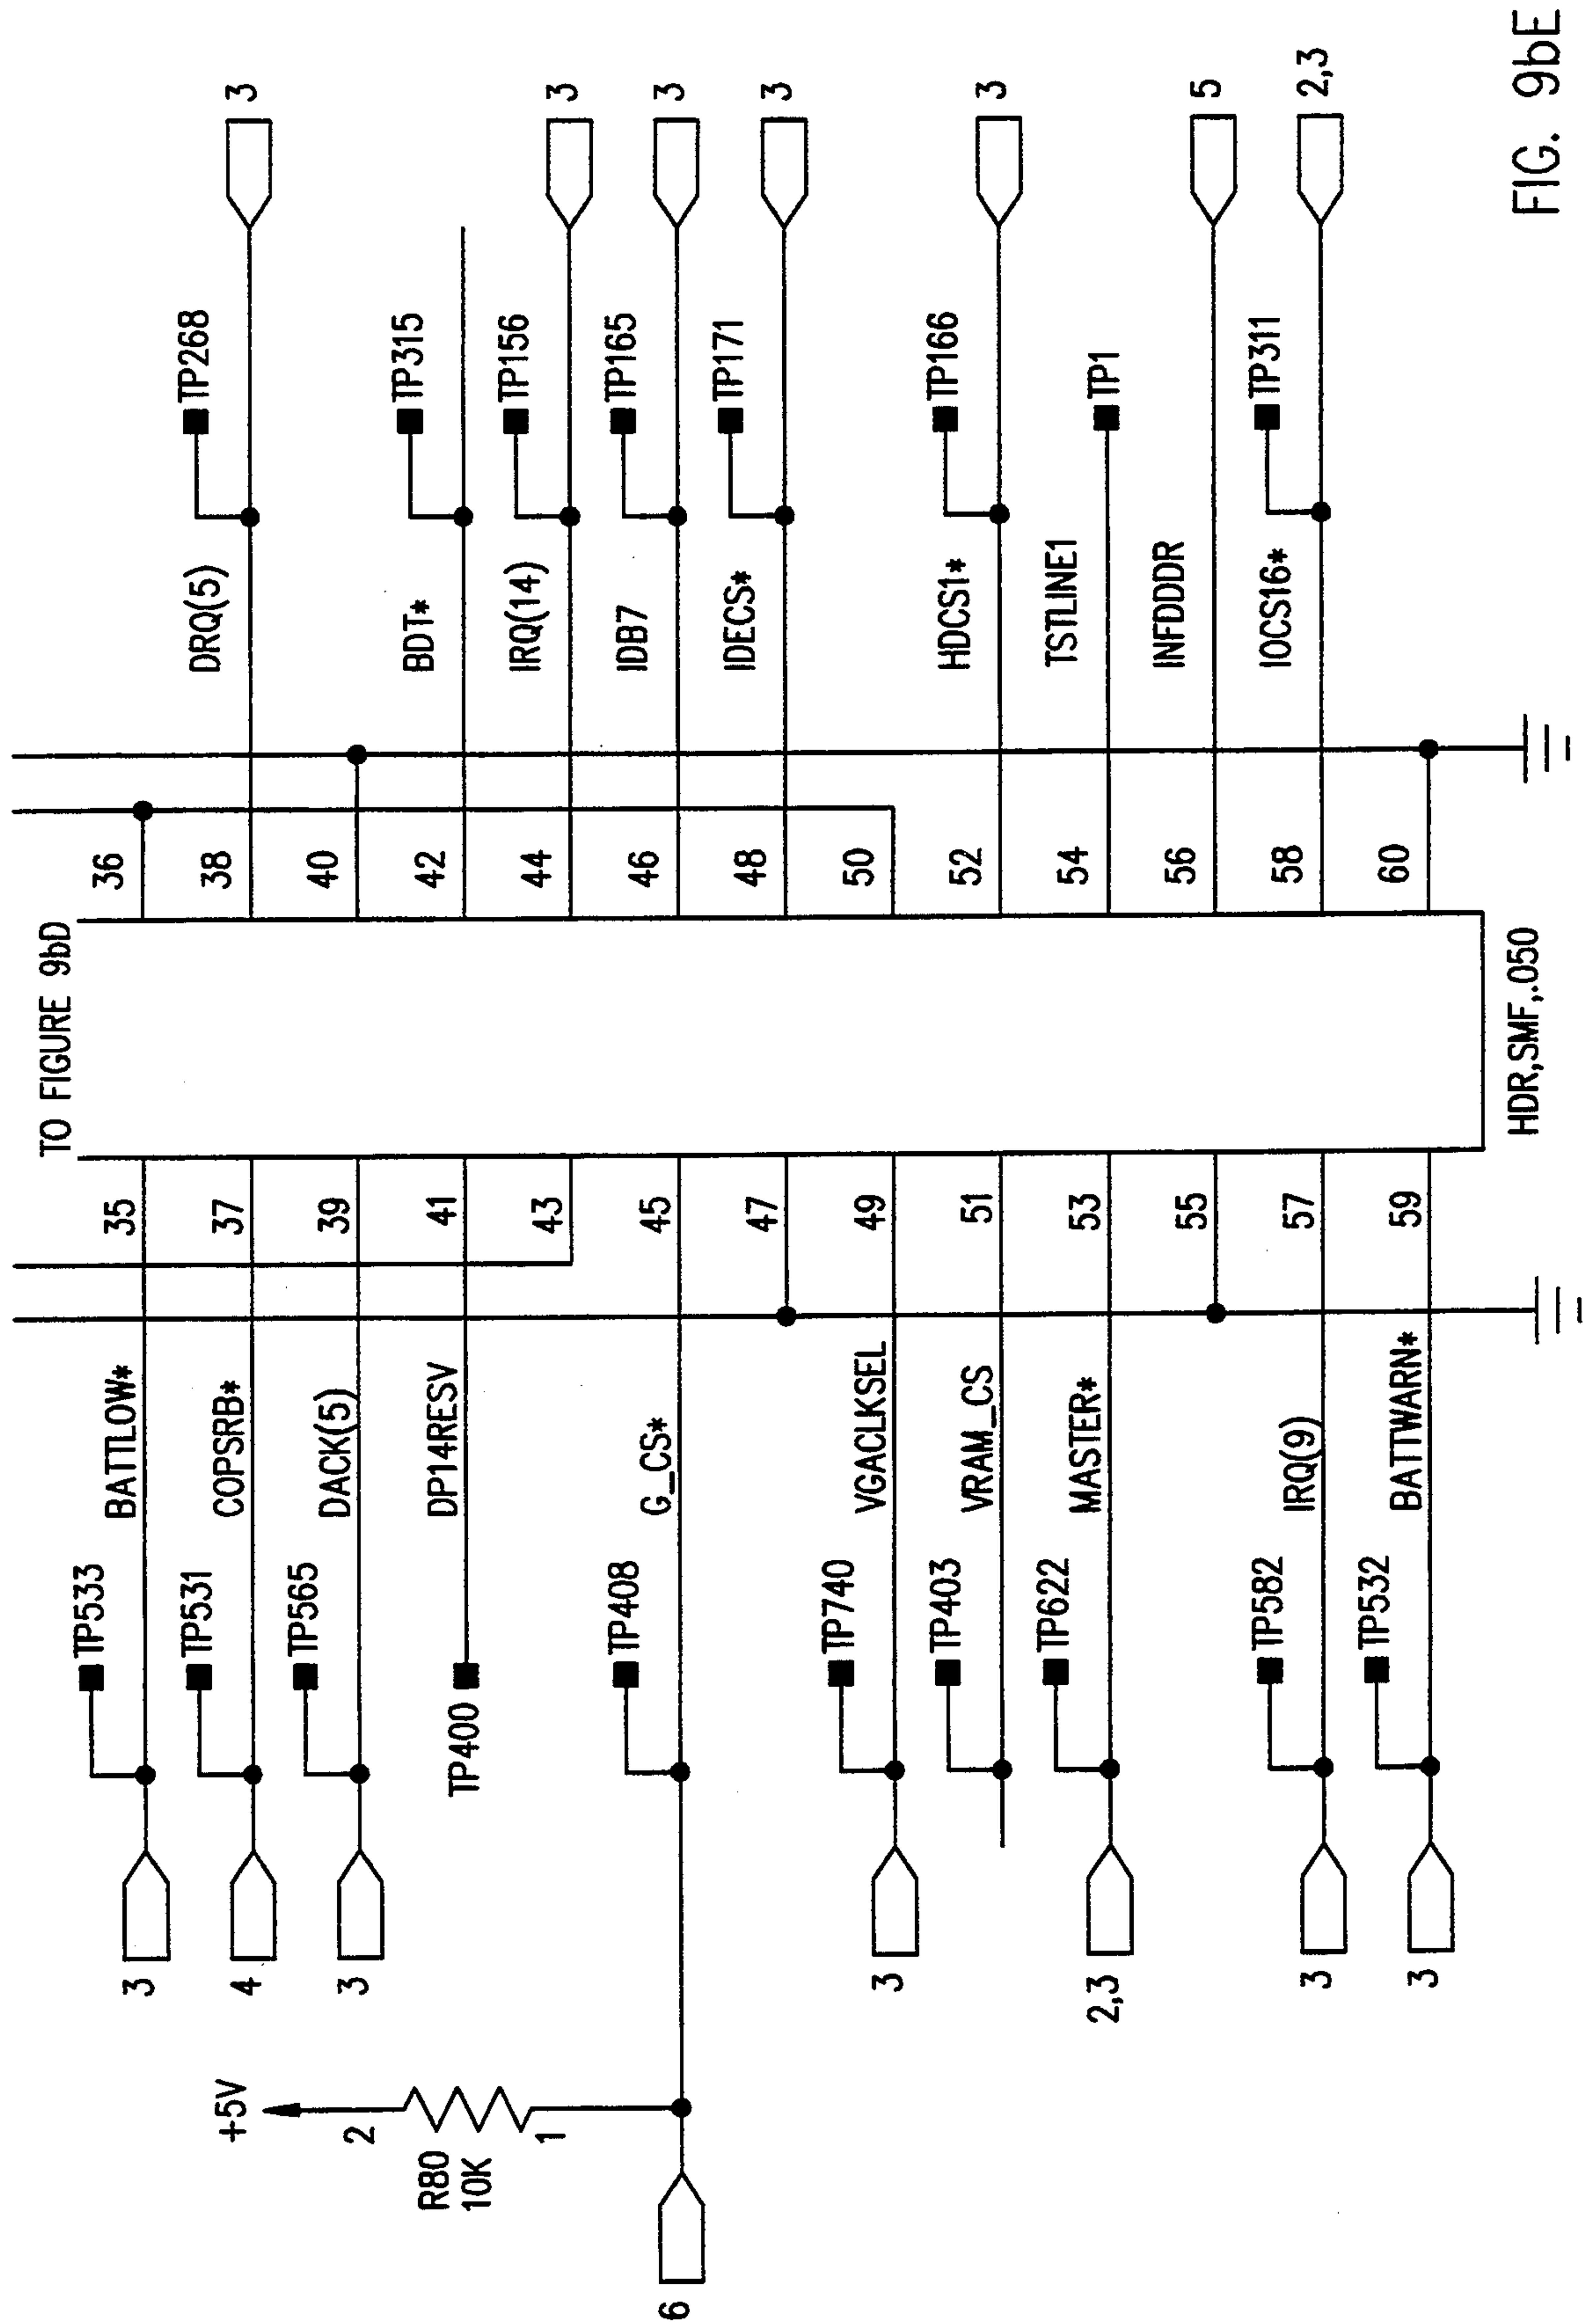 TO FIGURE 9bD
TP533
3 BATTLOW* 35
36
TP531
4 COPSRB* 37
38 DRQ(5) TP268 3
TP565
3 DACK(5) 39
40
TP400 DP14RESV 41
42 BDT* TP315
43
44 IRQ(14) TP156 3
+5V
2
R80
10K
1
TP408
6 G_CS* 45
46 IDB7 TP165 3
47
48 IDECS* TP171 3
TP740
3 VGACLKSEL 49
50
TP403
VRAM_CS 51
52 HDCS1* TP166 3
TP622
2,3 MASTER* 53
54 TSTLINE1 TP1
55
56 INFDDDR 5
TP582
3 IRQ(9) 57
58 IOCS16* TP311 2,3
TP532
3 BATTWARN* 59
60
HDR,SMF,.050
FIG. 9bE